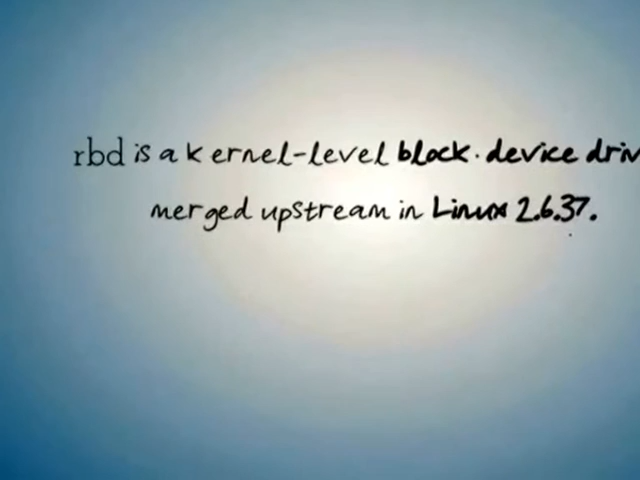 rbd is a kernel-level block device driv
merged upstream in Linux 2.6.37.